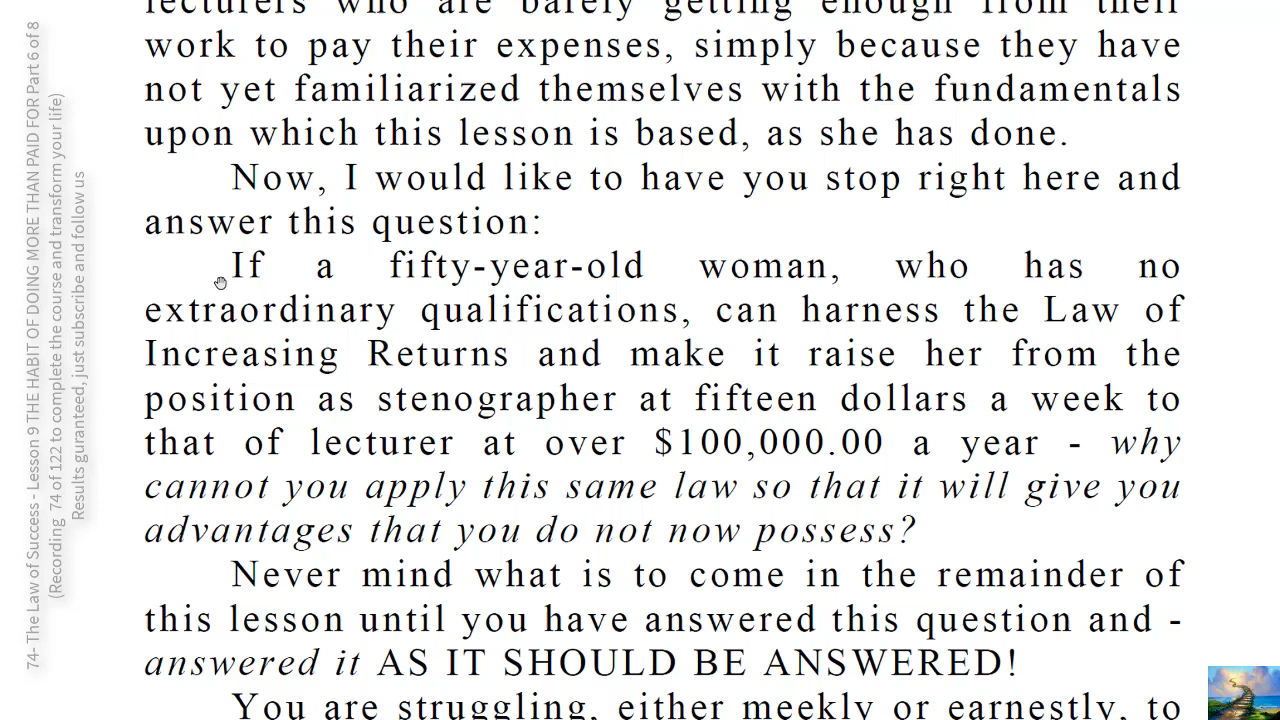 lecturers who are barely getting enough from their
work to pay their expenses, simply because they have
not yet familiarized themselves with the fundamentals
upon which this lesson is based, as she has done.
Now, I would like to have you stop right here and
answer this question:
If a fifty-year-old woman, who has no
extraordinary qualifications, can harness the Law of
Increasing Returns and make it raise her from the
position as stenographer at fifteen dollars a week to
that of lecturer at over $100,000.00 a year - why
cannot you apply this same law so that it will give you
advantages that you do not now possess?
Never mind what is to come in the remainder of
this lesson until you have answered this question and -
answered it AS IT SHOULD BE ANSWERED!
You are struggling, either meekly or earnestly, to
74- The Law of Success - Lesson 9 THE HABIT OF DOING MORE THAN PAID FOR Part 6 of 8
(Recording 74 of 122 to complete the course and transform your life)
Results guranteed, just subscribe and follow us